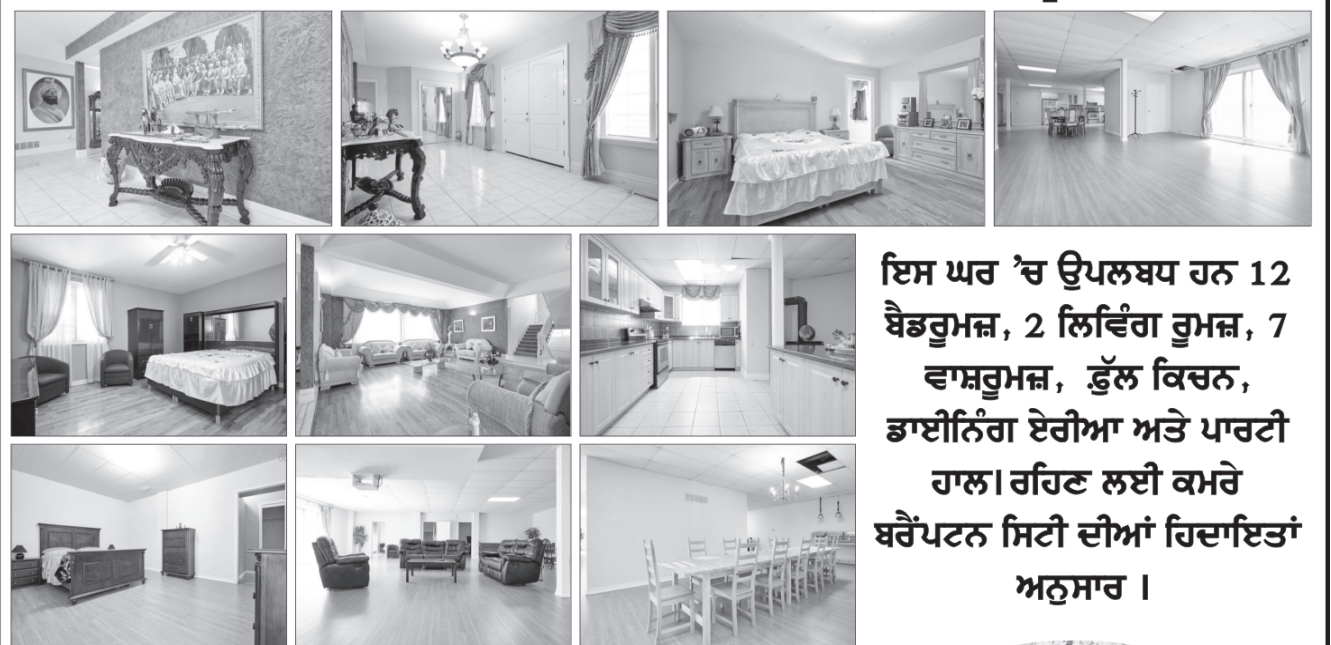 ਇਸ ਘਰ ’ਚ ਉਪਲਬਧ ਹਨ 12
ਬੈਡਰੂਮਜ਼, 2 ਲਿਵਿੰਗ ਰੂਮਜ਼, 7
ਵਾਸ਼ਰੂਮਜ਼, ਫ਼ੁੱਲ ਕਿਚਨ,
ਡਾਈਨਿੰਗ ਏਰੀਆ ਅਤੇ ਪਾਰਟੀ
ਹਾਲ।ਰਹਿਣ ਲਈ ਕਮਰੇ
ਬਰੈਂਪਟਨ ਸਿਟੀ ਦੀਆਂ ਹਿਦਾਇਤਾਂ
ਅਨੁਸਾਰ ।